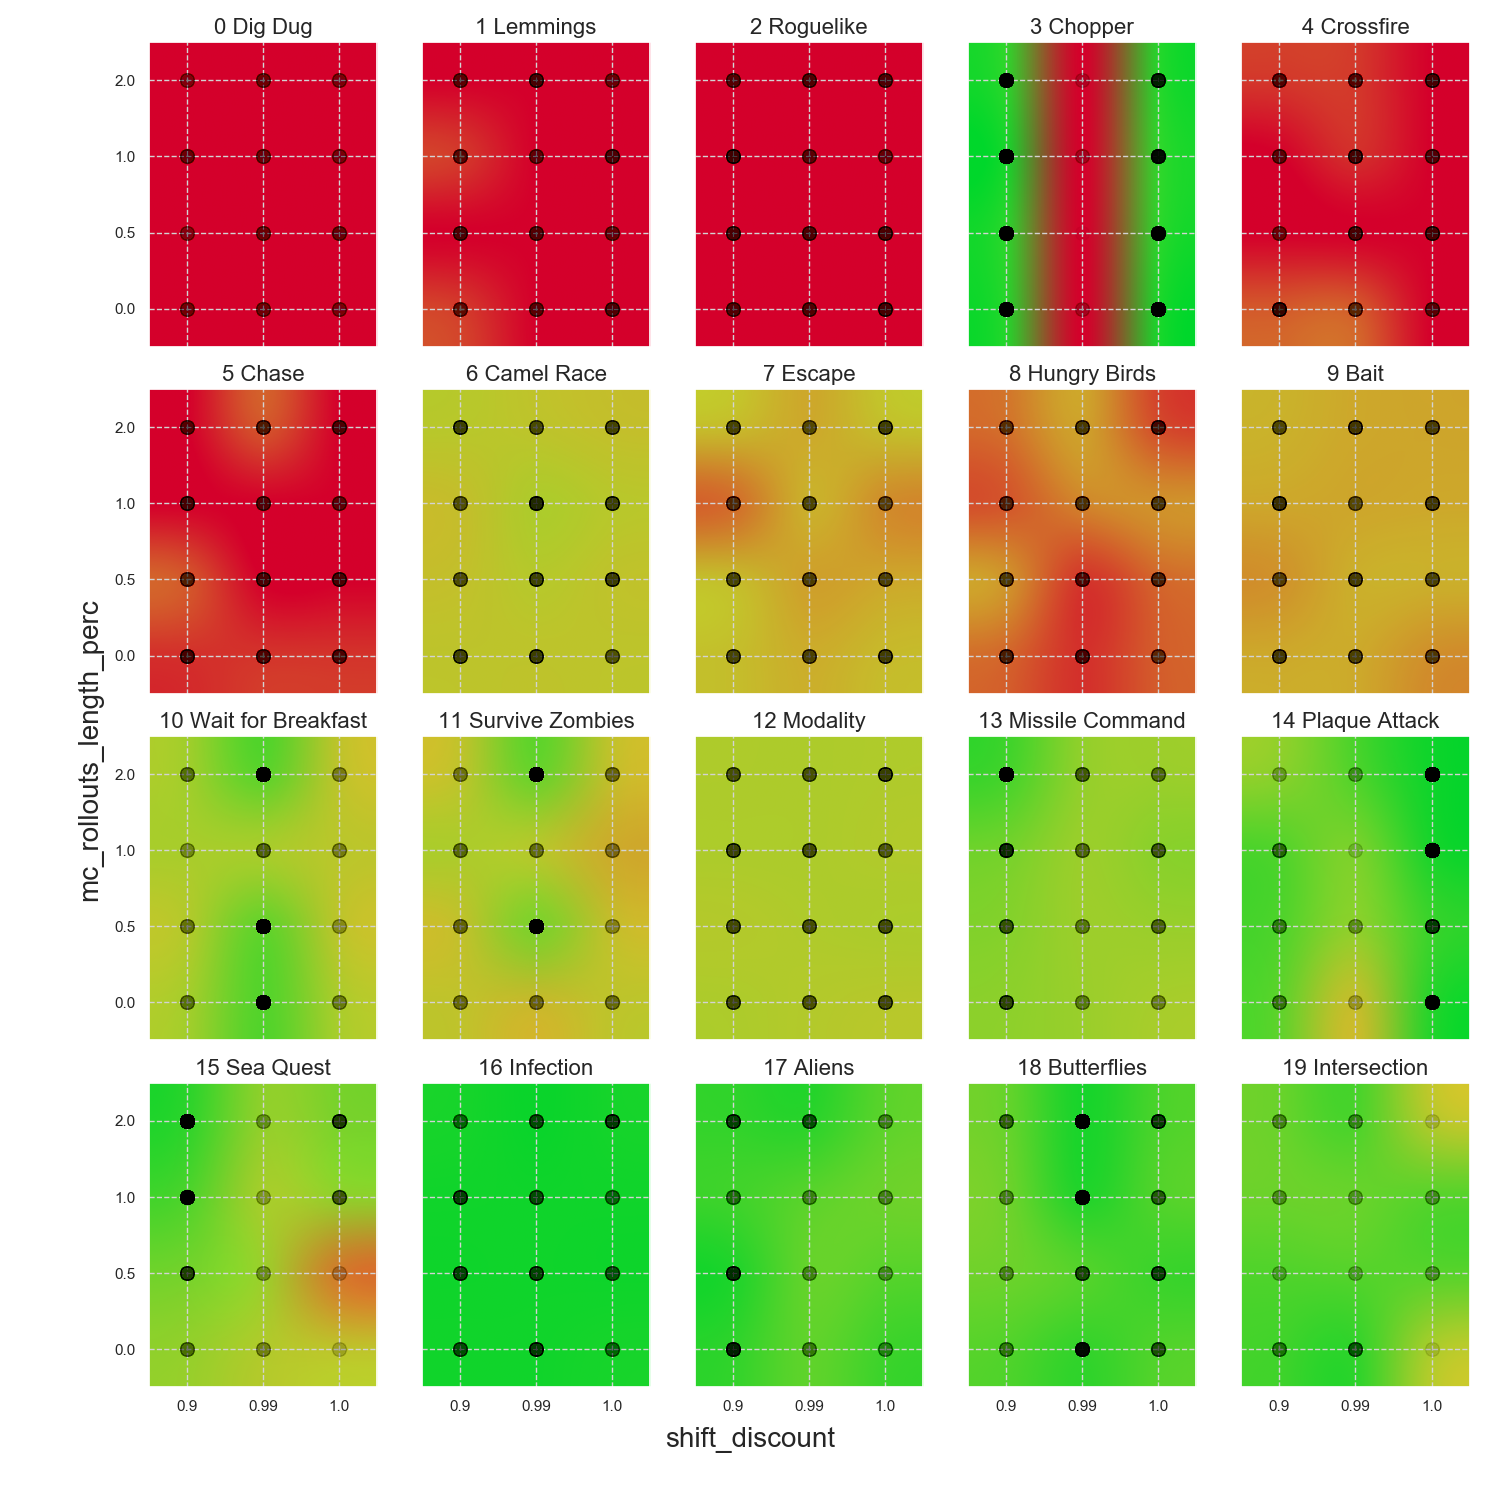 0 Dig Dug
1 Lemmings
2 Roguelike
3 Chopper
4 Crossfire
2.0
1.0
0.5
0.0
5 Chase
6 Camel Race
7 Escape
8 Hungry Birds
9 Bait
2.0
1.0
0.5
0.0
mc_rollouts_length_perc
10 Wait for Breakfast
11 Survive Zombies
12 Modality
13 Missile Command
14 Plaque Attack
2.0
1.0
0.5
0.0
15 Sea Quest
16 Infection
17 Aliens
18 Butterflies
19 Intersection
2.0
1.0
0.5
0.0
0.9 0.99 1.0
0.9 0.99 1.0
0.9 0.99 1.0
0.9 0.99 1.0
0.9 0.99 1.0
shift_discount